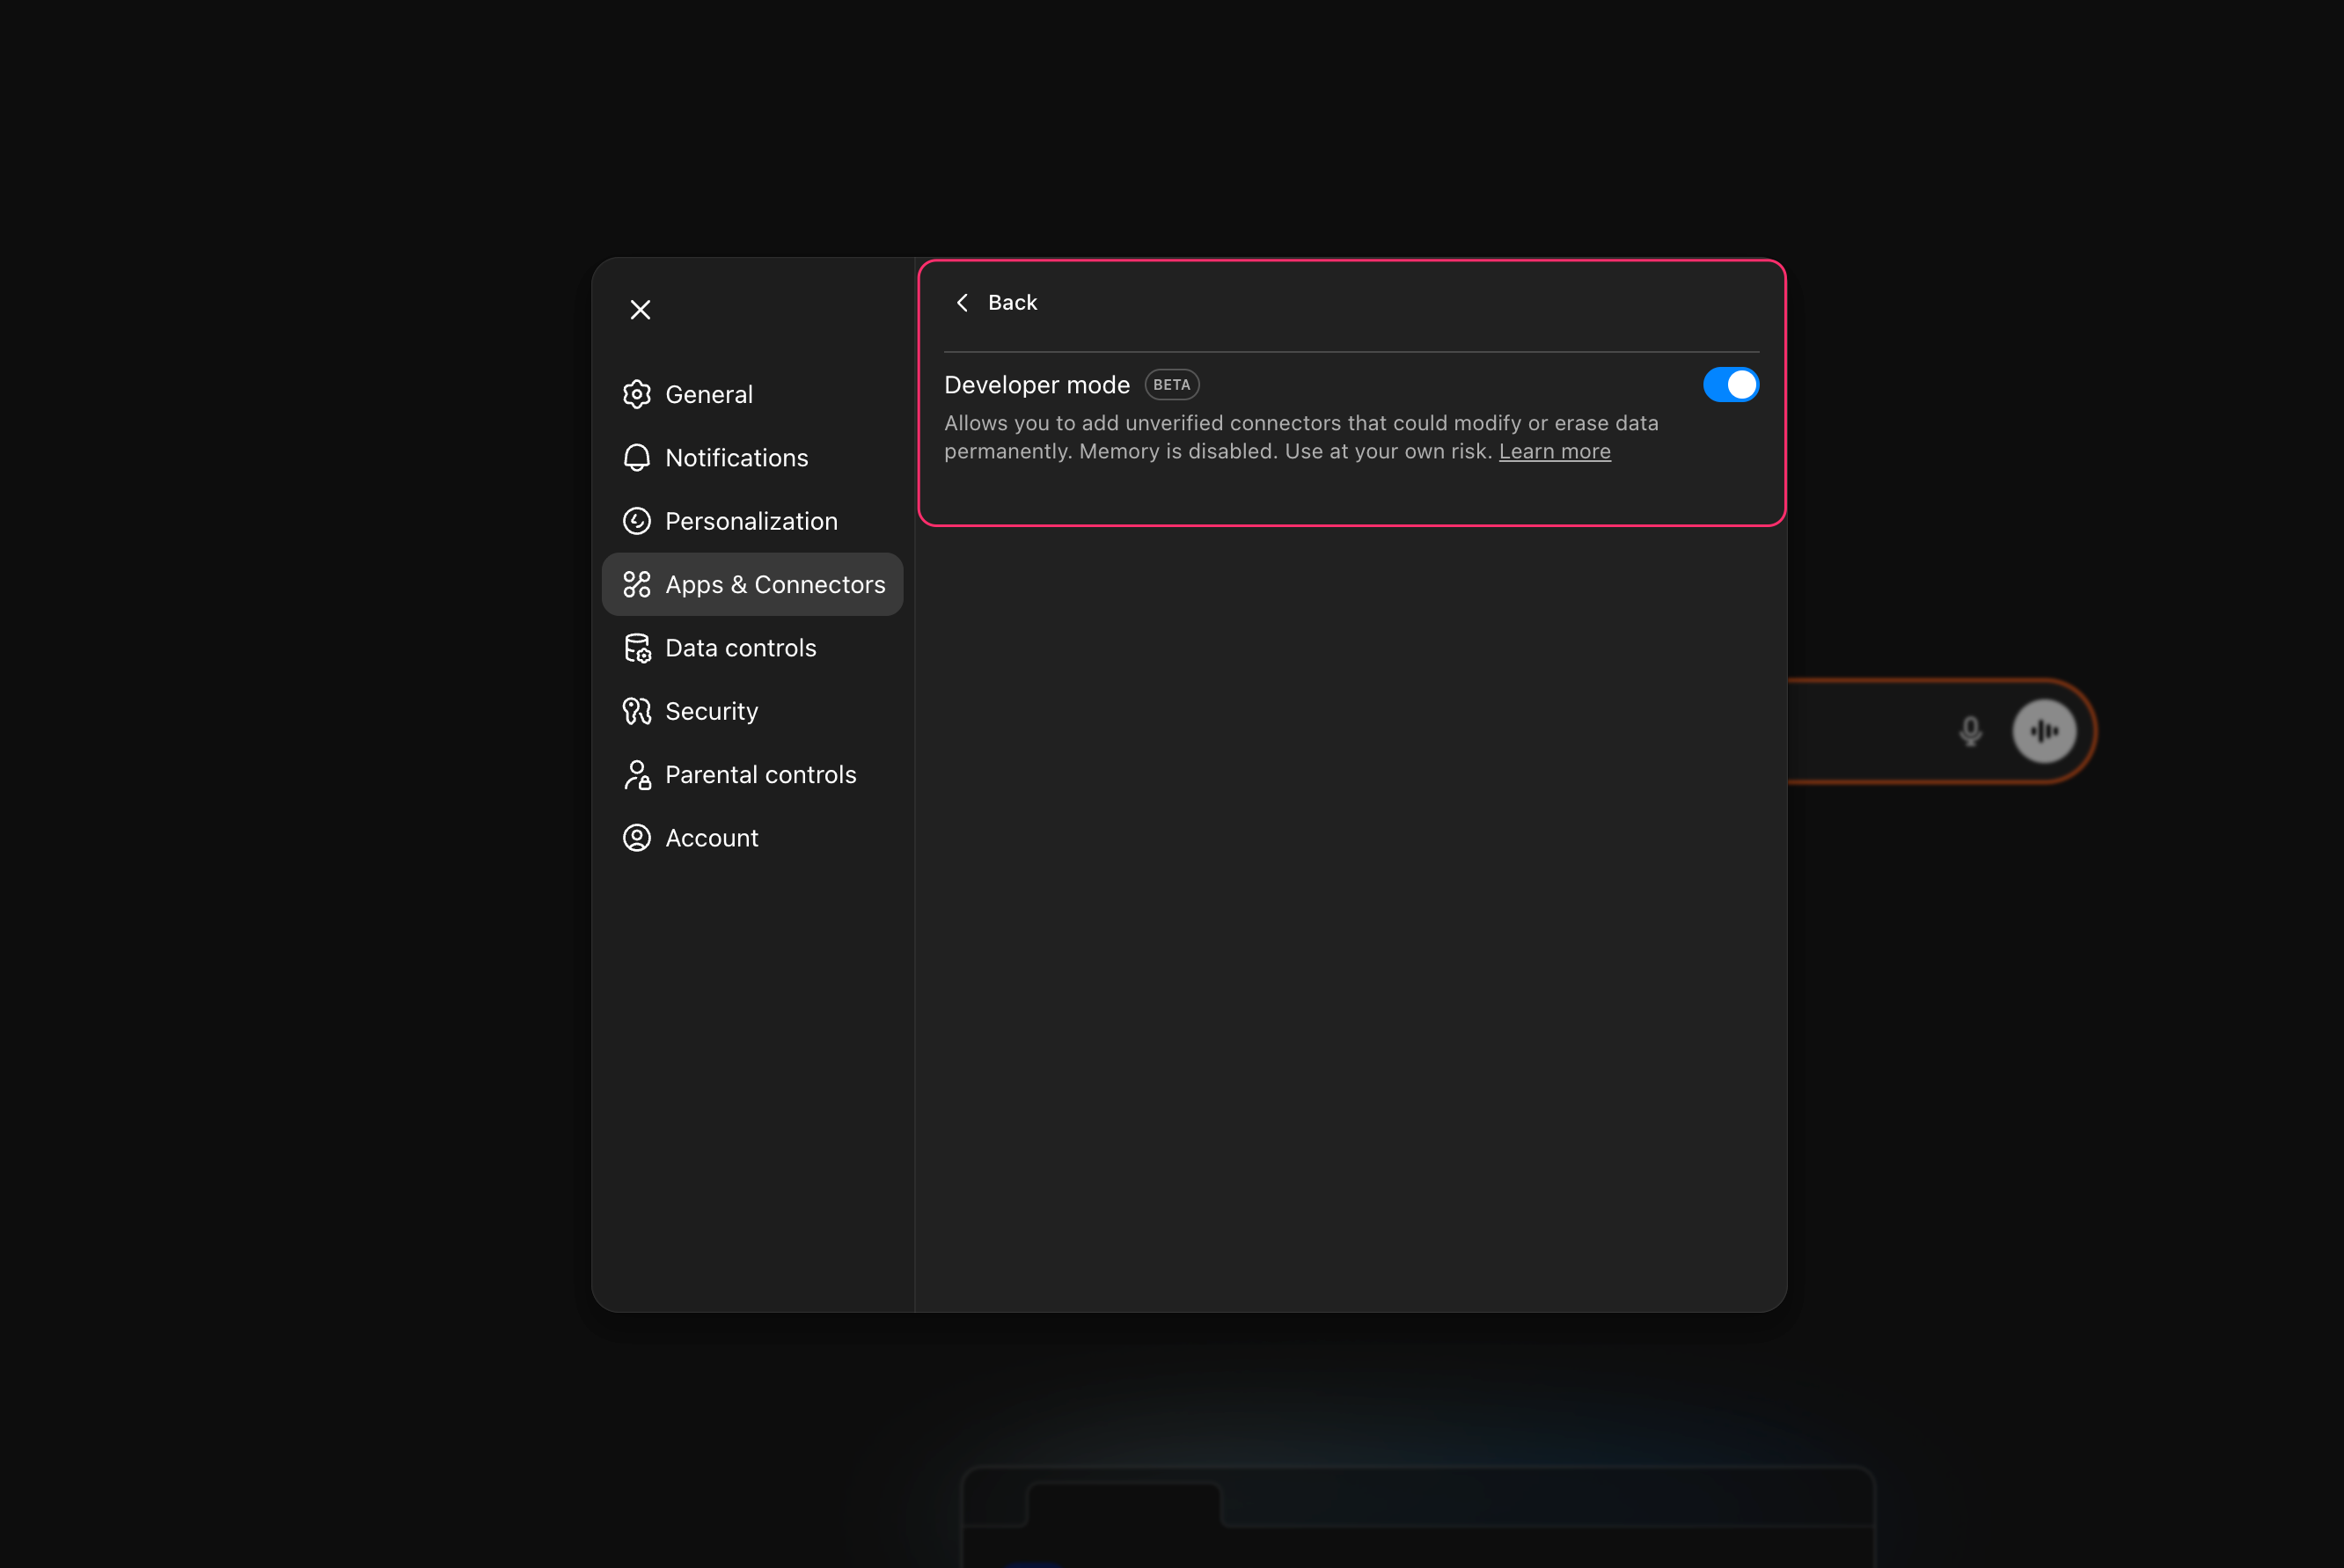 General
Notifications
Personalization
Apps & Connectors
Data controls
Security
Parental controls
Account
Back
Developer mode BETA
Allows you to add unverified connectors that could modify or erase data
permanently. Memory is disabled. Use at your own risk. Learn more